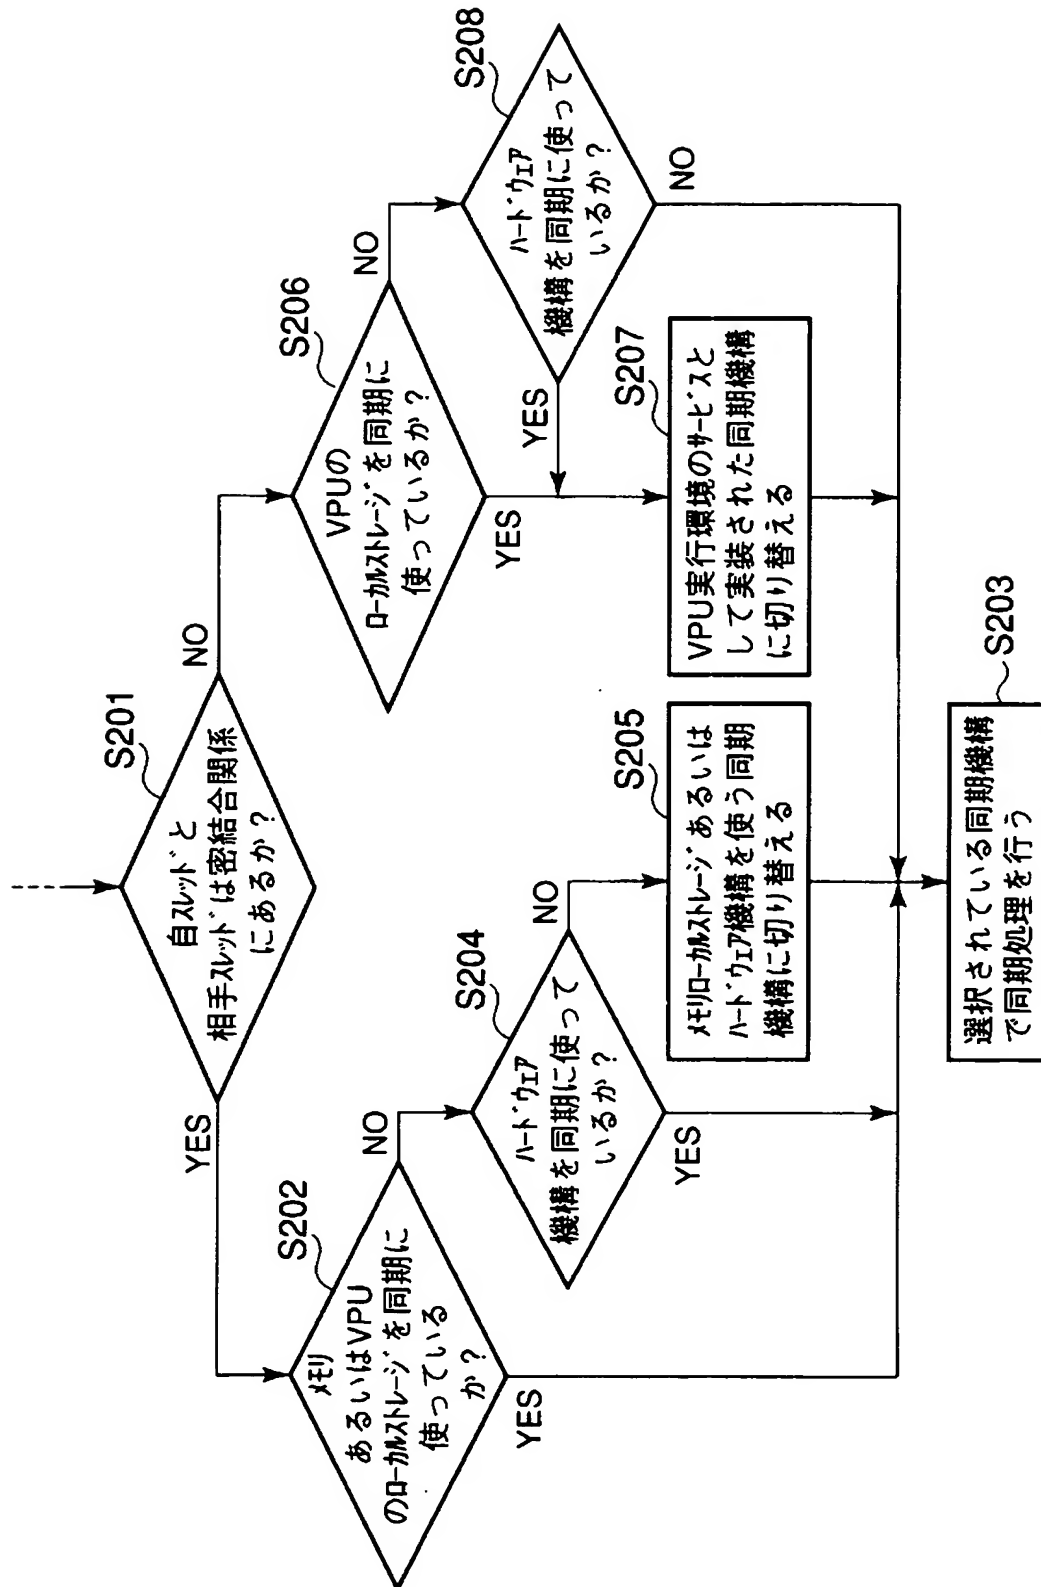 S201
自スレッドと
相手スレッドは密結合関係
にあるか？
YES
NO
S202
メモリ
あるいはVPU
のローカルストレージを同期に
使っている
か？
YES
NO
S204
ハードウェア
機構を同期に使って
いるか？
YES
NO
S205
メモリローカルストレージあるいは
ハードウェア機構を使う同期
機構に切り替える
S206
VPUの
ローカルストレージを同期に
使っているか？
YES
NO
S208
ハードウェア
機構を同期に使って
いるか？
YES
NO
S207
VPU実行環境のサービスと
して実装された同期機構
に切り替える
S203
選択されている同期機構
で同期処理を行う